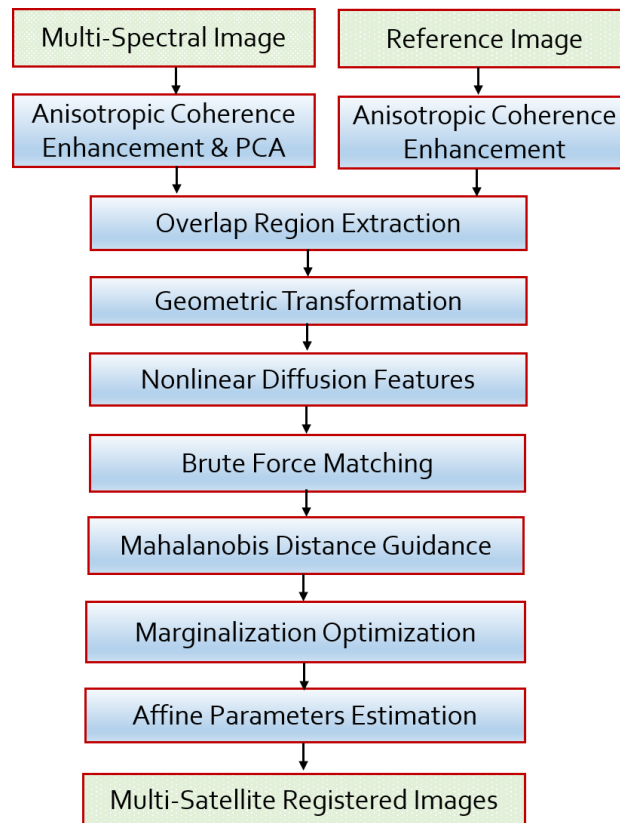 Multi-Spectral Image
Reference Image
Anisotropic Coherence
Enhancement & PCA
Anisotropic Coherence
Enhancement
Overlap Region Extraction
Geometric Transformation
Nonlinear Diffusion Features
Brute Force Matching
Mahalanobis Distance Guidance
Marginalization Optimization
Affine Parameters Estimation
Multi-Satellite Registered Images